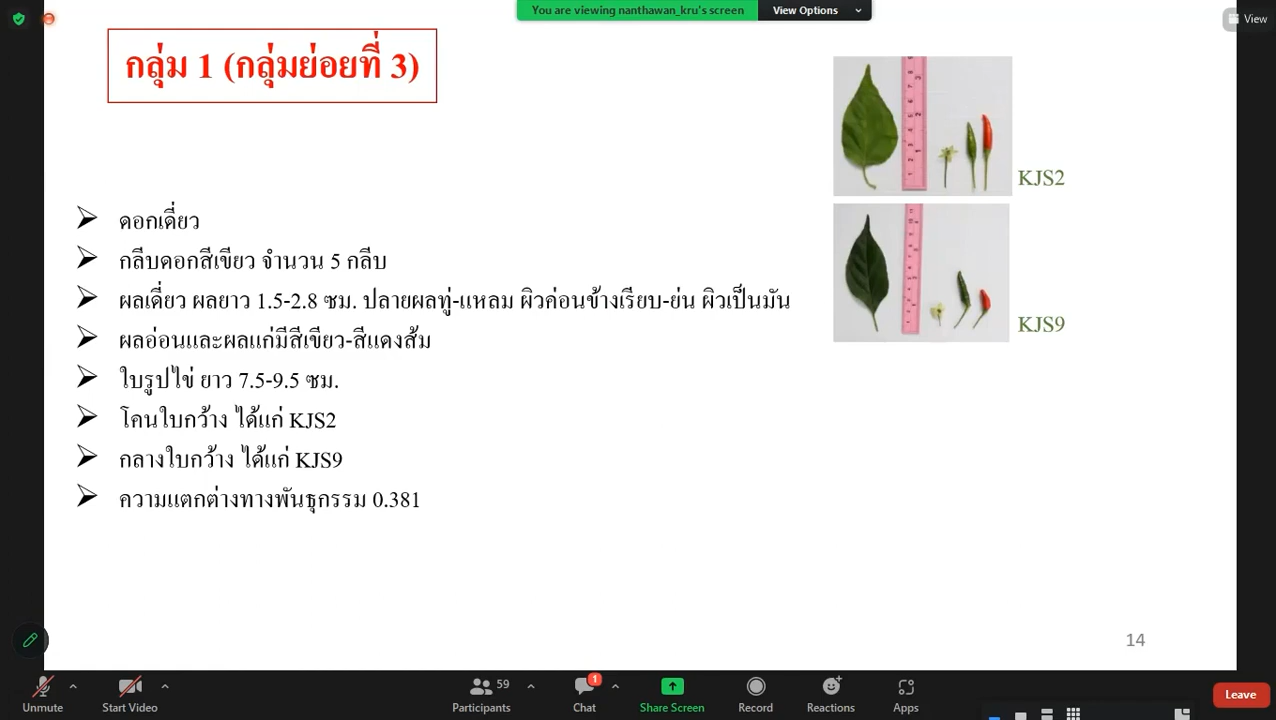 You are viewing nanthawan_kru's screen
View Options
View
กลุ่ม 1 (กลุ่มย่อยที่ 3)
KJS2
KJS9
ดอกเดี่ยว
กลีบดอกสีเขียว จำนวน 5 กลีบ
ผลเดี่ยว ผลยาว 1.5-2.8 ซม. ปลายผลทู่-แหลม ผิวค่อนข้างเรียบ-ย่น ผิวเป็นมัน
ผลอ่อนและผลแก่มีสีเขียว-สีแดงส้ม
ใบรูปไข่ ยาว 7.5-9.5 ซม.
โคนใบกว้าง ได้แก่ KJS2
กลางใบกว้าง ได้แก่ KJS9
ความแตกต่างทางพันธุกรรม 0.381
14
Unmute
Start Video
59
Participants
1
Chat
Share Screen
Record
Reactions
Apps
Leave